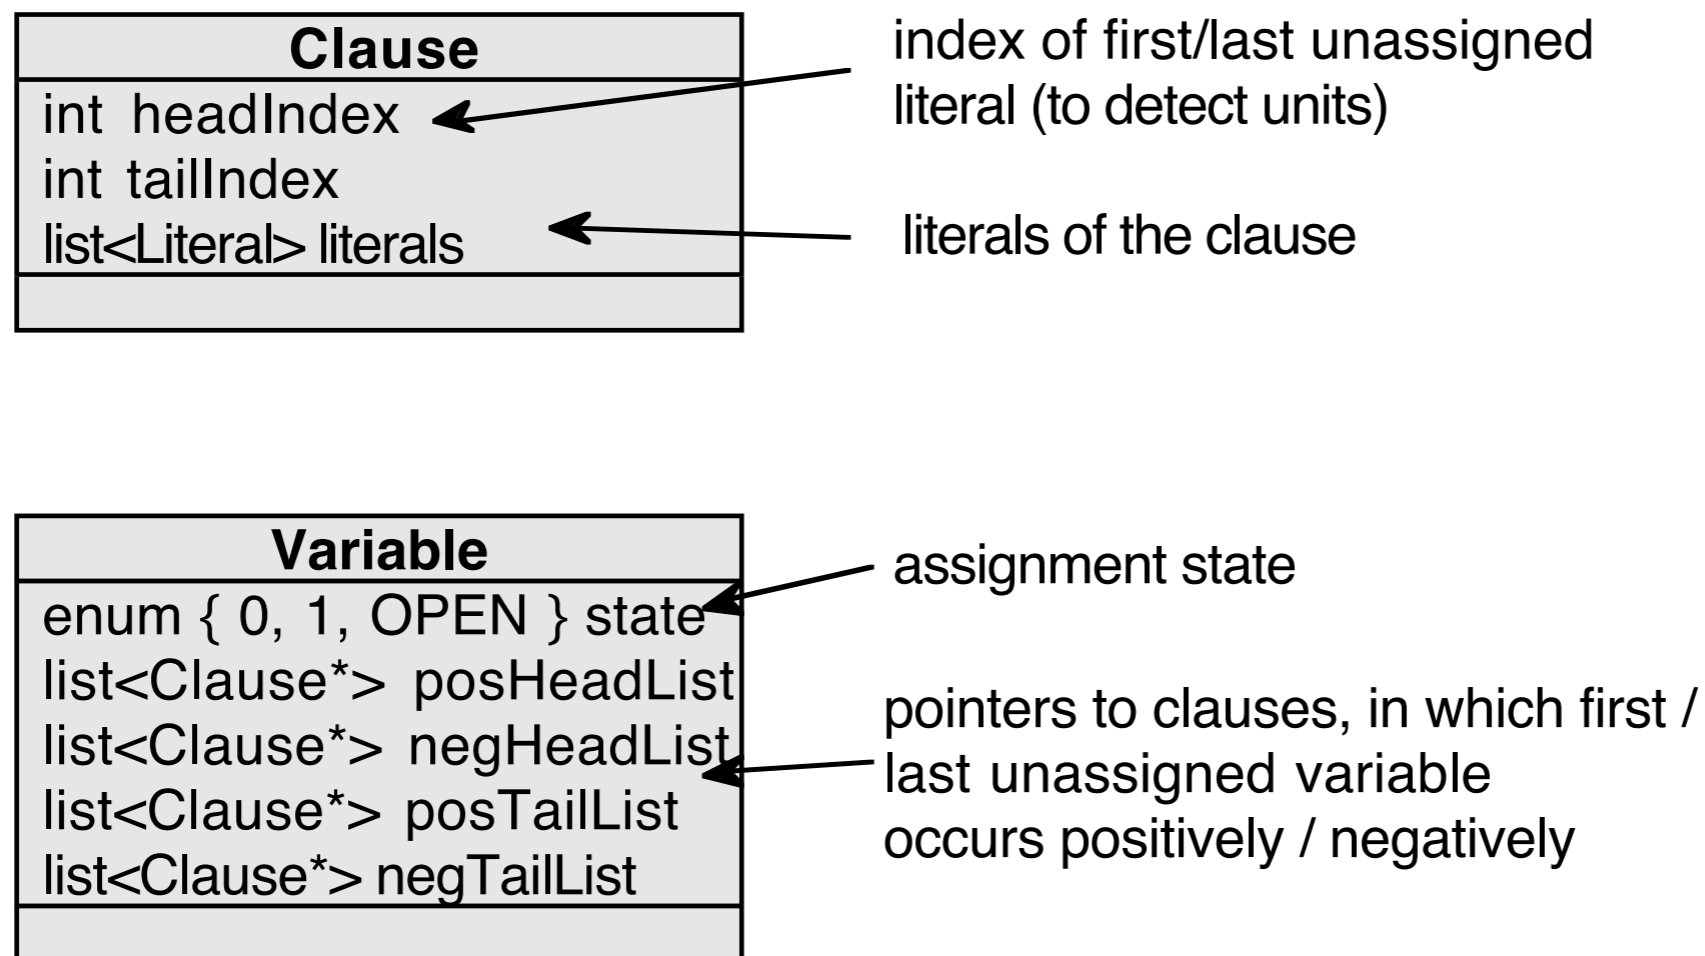 Clause
int headIndex
int tailIndex
list<Literal> literals
index of first/last unassigned
literal (to detect units)
literals of the clause
Variable
enum { 0, 1, OPEN } state
list<Clause*> posHeadList
list<Clause*> negHeadList
list<Clause*> posTailList
list<Clause*> negTailList
assignment state
pointers to clauses, in which first /
last unassigned variable
occurs positively / negatively